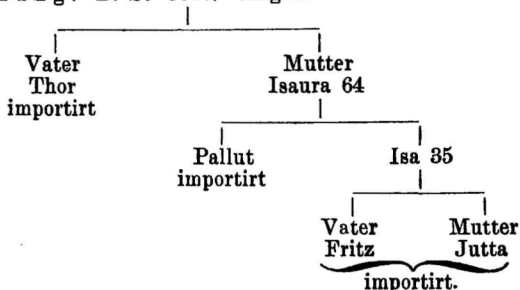 Vater Mutter
Thor Isaura 64
importirt
Pallut Isa 35
importirt
Vater Mutter
Fritz Jutta
importirt.